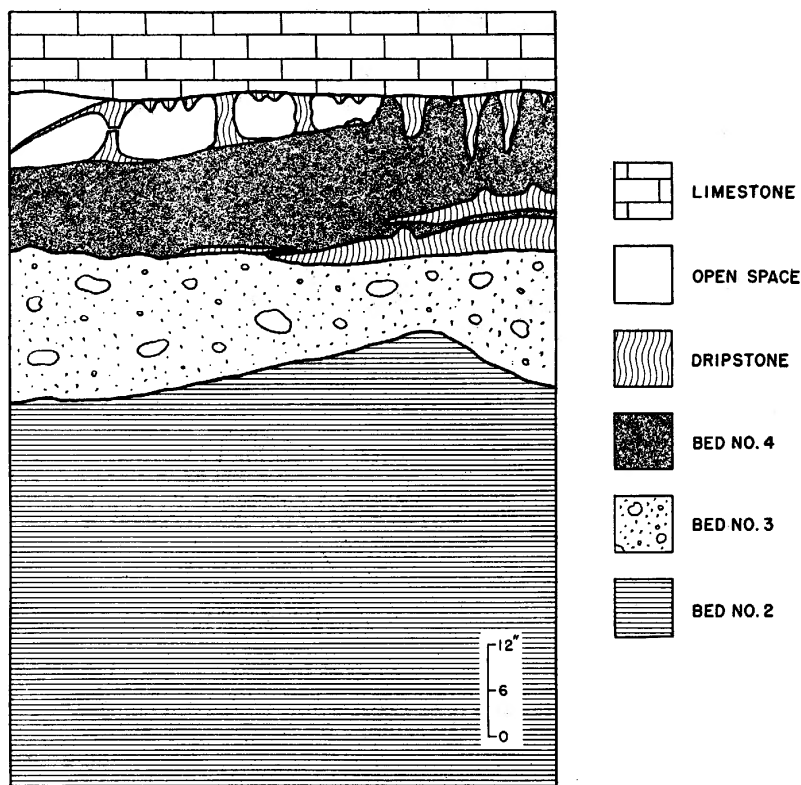 LIMESTONE
OPEN SPACE
DRIPSTONE
BED NO. 4
BED NO. 3
BED NO. 2
12"
6
0